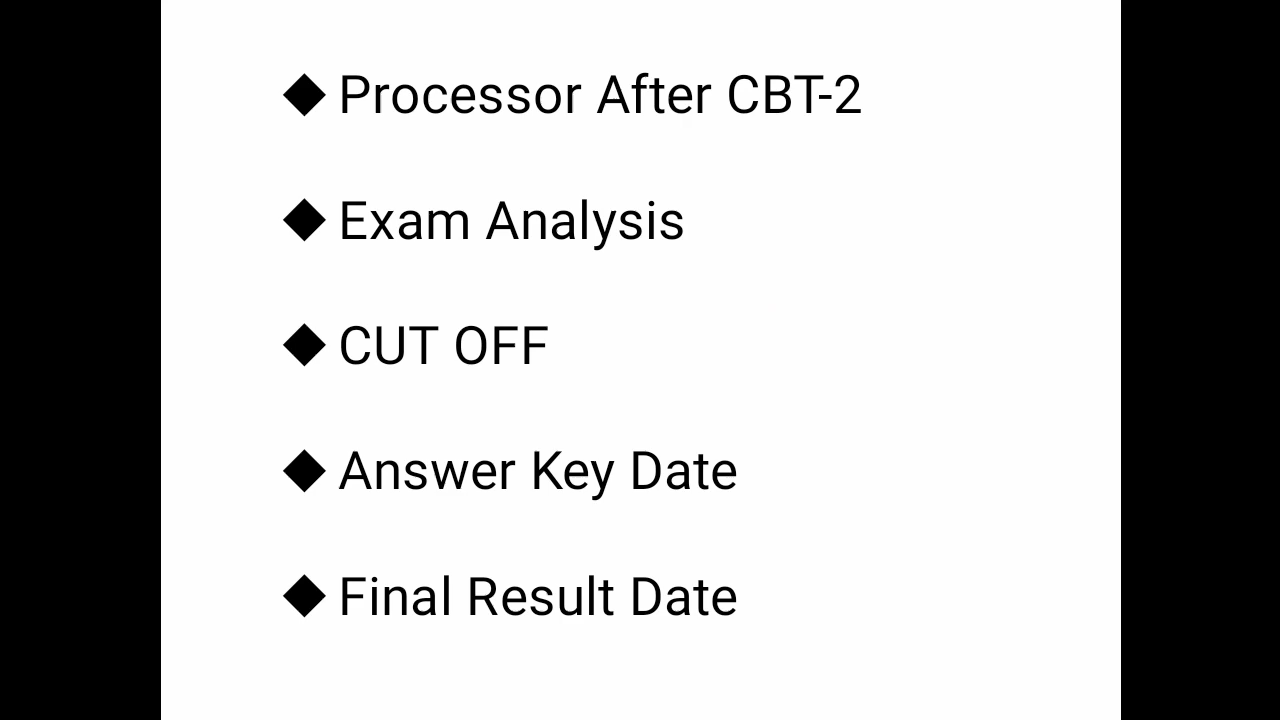 ◆ Processor After CBT-2
◆ Exam Analysis
◆ CUT OFF
◆ Answer Key Date
◆ Final Result Date